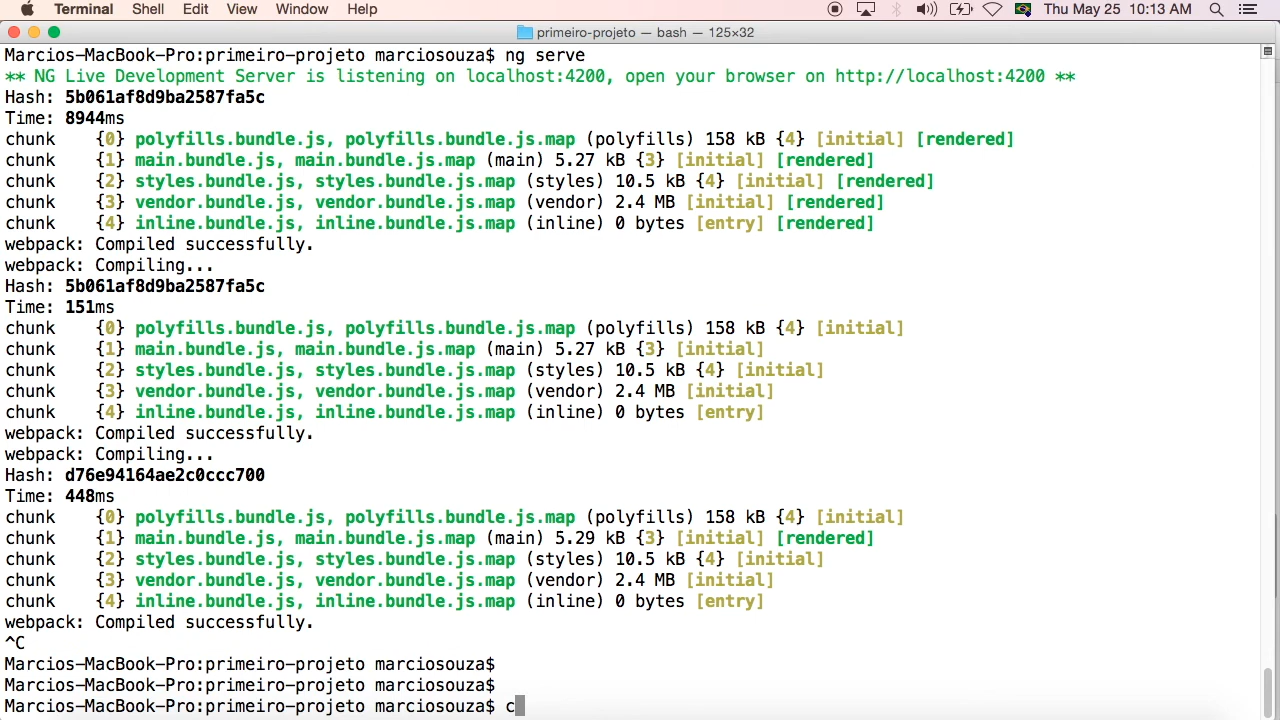 Terminal Shell Edit View Window Help Thu May 25 10:13 AM
primeiro-projeto — bash — 125×32
Marcios-MacBook-Pro:primeiro-projeto marciosouza$ ng serve
** NG Live Development Server is listening on localhost:4200, open your browser on http://localhost:4200 **
Hash: 5b061af8d9ba2587fa5c
Time: 8944ms
chunk    {0} polyfills.bundle.js, polyfills.bundle.js.map (polyfills) 158 kB {4} [initial] [rendered]
chunk    {1} main.bundle.js, main.bundle.js.map (main) 5.27 kB {3} [initial] [rendered]
chunk    {2} styles.bundle.js, styles.bundle.js.map (styles) 10.5 kB {4} [initial] [rendered]
chunk    {3} vendor.bundle.js, vendor.bundle.js.map (vendor) 2.4 MB [initial] [rendered]
chunk    {4} inline.bundle.js, inline.bundle.js.map (inline) 0 bytes [entry] [rendered]
webpack: Compiled successfully.
webpack: Compiling...
Hash: 5b061af8d9ba2587fa5c
Time: 151ms
chunk    {0} polyfills.bundle.js, polyfills.bundle.js.map (polyfills) 158 kB {4} [initial]
chunk    {1} main.bundle.js, main.bundle.js.map (main) 5.27 kB {3} [initial]
chunk    {2} styles.bundle.js, styles.bundle.js.map (styles) 10.5 kB {4} [initial]
chunk    {3} vendor.bundle.js, vendor.bundle.js.map (vendor) 2.4 MB [initial]
chunk    {4} inline.bundle.js, inline.bundle.js.map (inline) 0 bytes [entry]
webpack: Compiled successfully.
webpack: Compiling...
Hash: d76e94164ae2c0ccc700
Time: 448ms
chunk    {0} polyfills.bundle.js, polyfills.bundle.js.map (polyfills) 158 kB {4} [initial]
chunk    {1} main.bundle.js, main.bundle.js.map (main) 5.29 kB {3} [initial] [rendered]
chunk    {2} styles.bundle.js, styles.bundle.js.map (styles) 10.5 kB {4} [initial]
chunk    {3} vendor.bundle.js, vendor.bundle.js.map (vendor) 2.4 MB [initial]
chunk    {4} inline.bundle.js, inline.bundle.js.map (inline) 0 bytes [entry]
webpack: Compiled successfully.
^C
Marcios-MacBook-Pro:primeiro-projeto marciosouza$
Marcios-MacBook-Pro:primeiro-projeto marciosouza$
Marcios-MacBook-Pro:primeiro-projeto marciosouza$ c